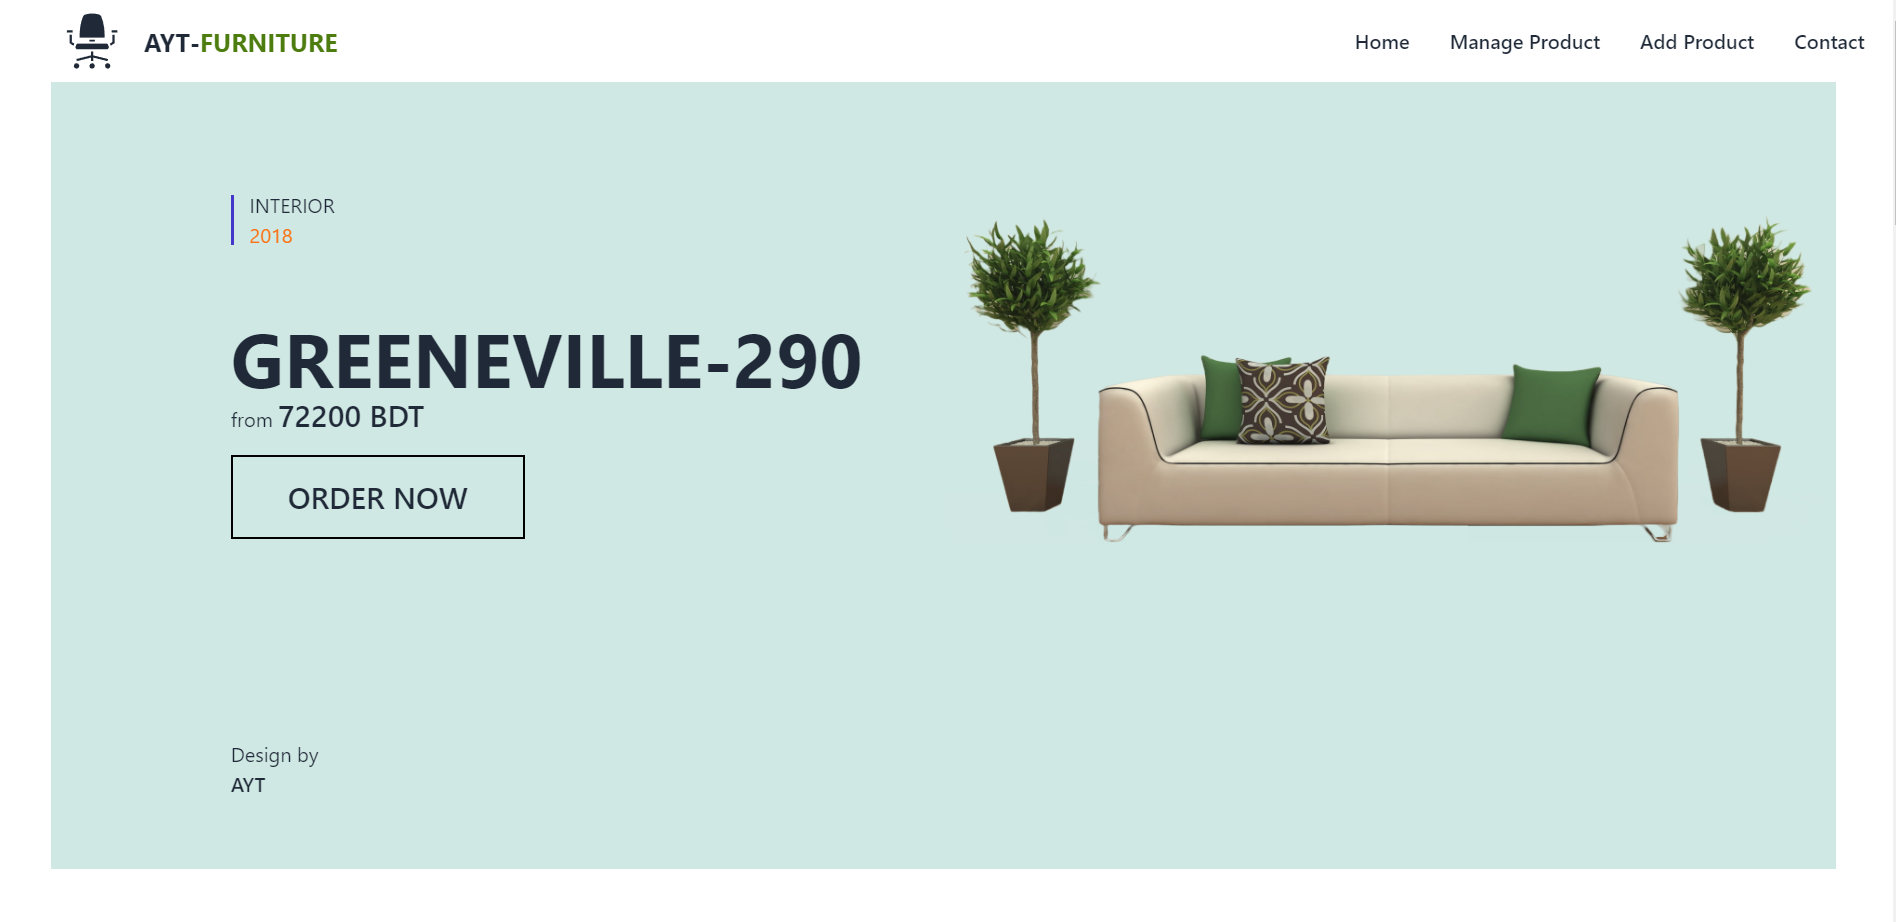 AYT-FURNITURE
Home Manage Product Add Product Contact
INTERIOR
2018
GREENEVILLE-290
from 72200 BDT
ORDER NOW
Design by
AYT